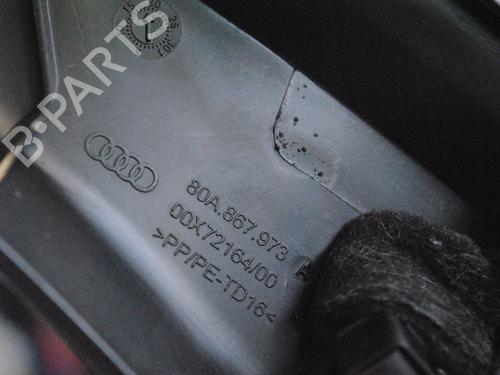 B-PARTS
80A.867.973 A
00X72164/00
>PP/PE-TD16<